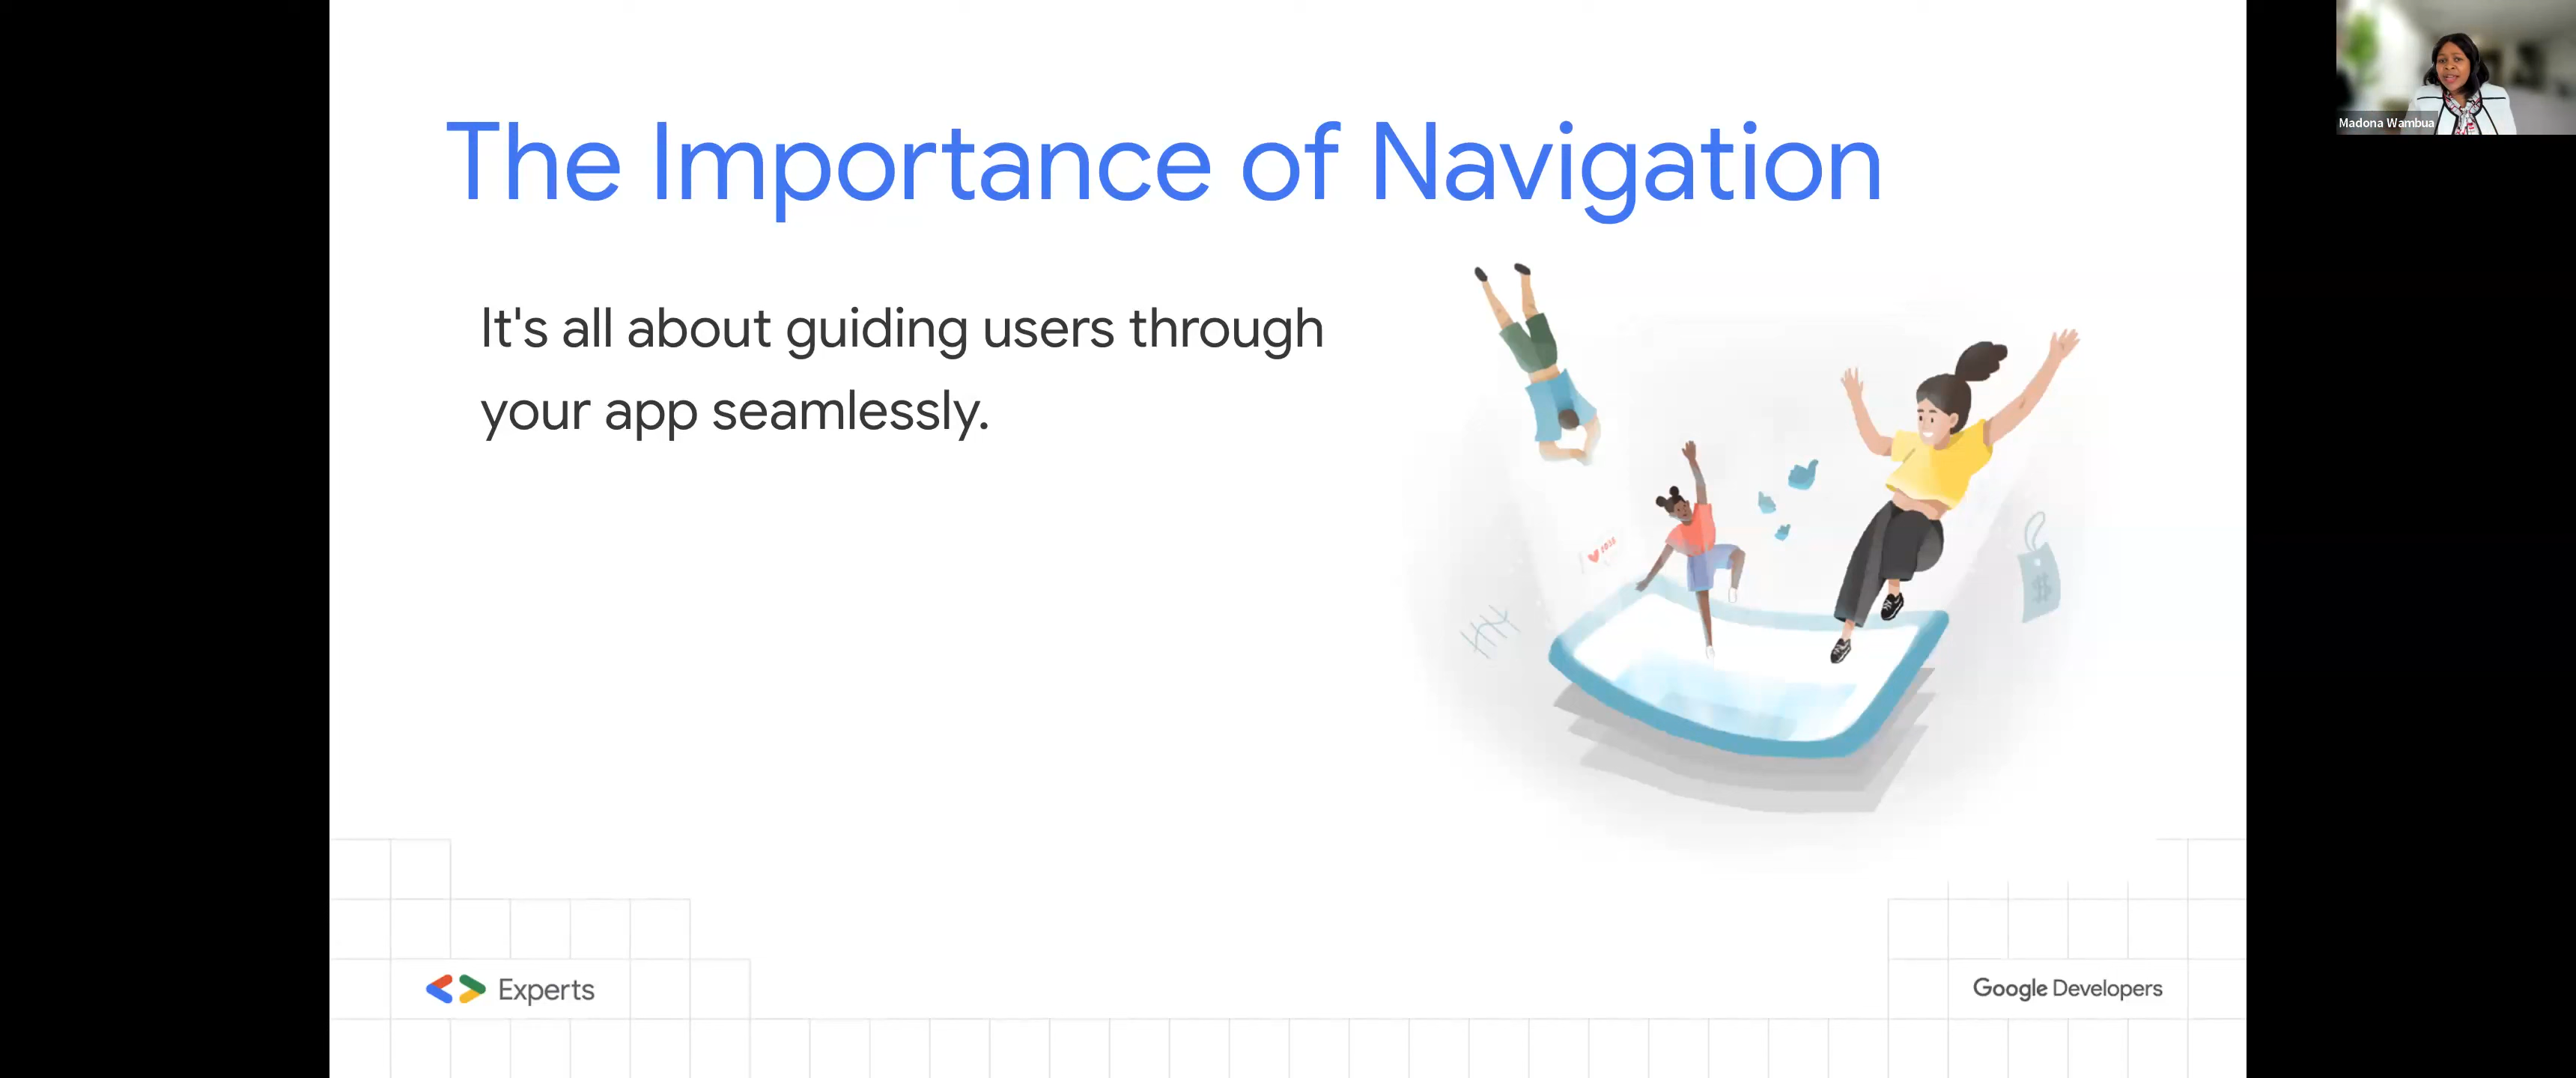 The Importance of Navigation
Madona Wambua
It's all about guiding users through
your app seamlessly.
$
Experts
Google Developers